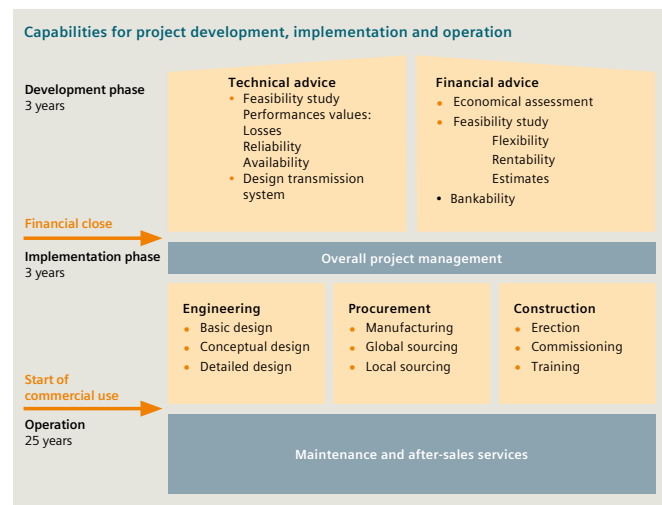 Capabilities for project development, implementation and operation
Development phase
3 years
Technical advice
• Feasibility study
Performances values:
Losses
Reliability
Availability
• Design transmission
system
Financial advice
• Economical assessment
• Feasibility study
Flexibility
Rentability
Estimates
• Bankability
Financial close
Implementation phase
3 years
Overall project management
Engineering
• Basic design
• Conceptual design
• Detailed design
Procurement
• Manufacturing
• Global sourcing
• Local sourcing
Construction
• Erection
• Commissioning
• Training
Start of
commercial use
Operation
25 years
Maintenance and after-sales services